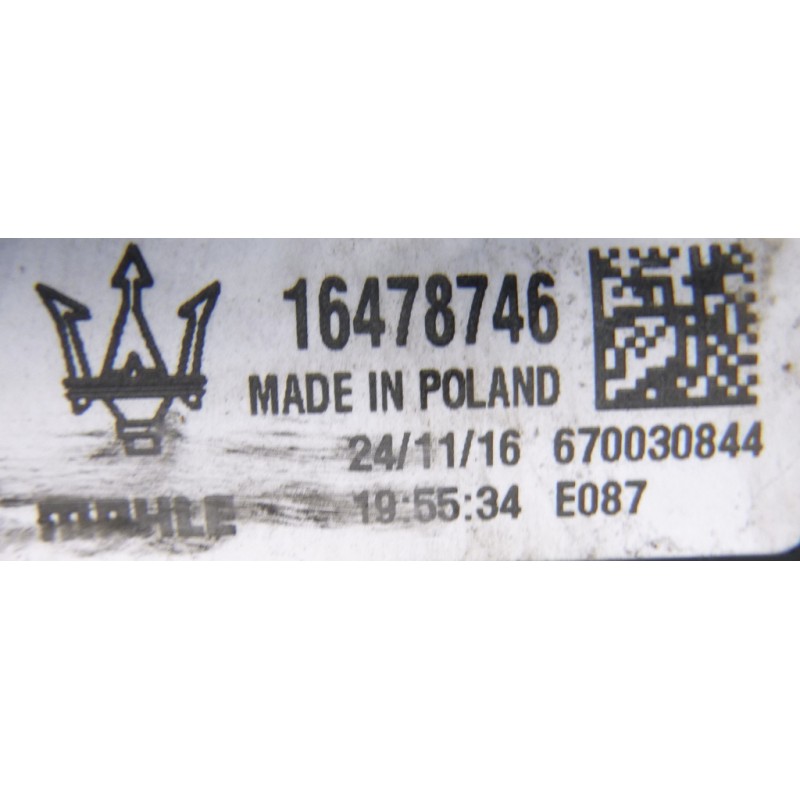 16478746
MADE IN POLAND
24/11/16 670030844
MAHLE 19:55:34 E087